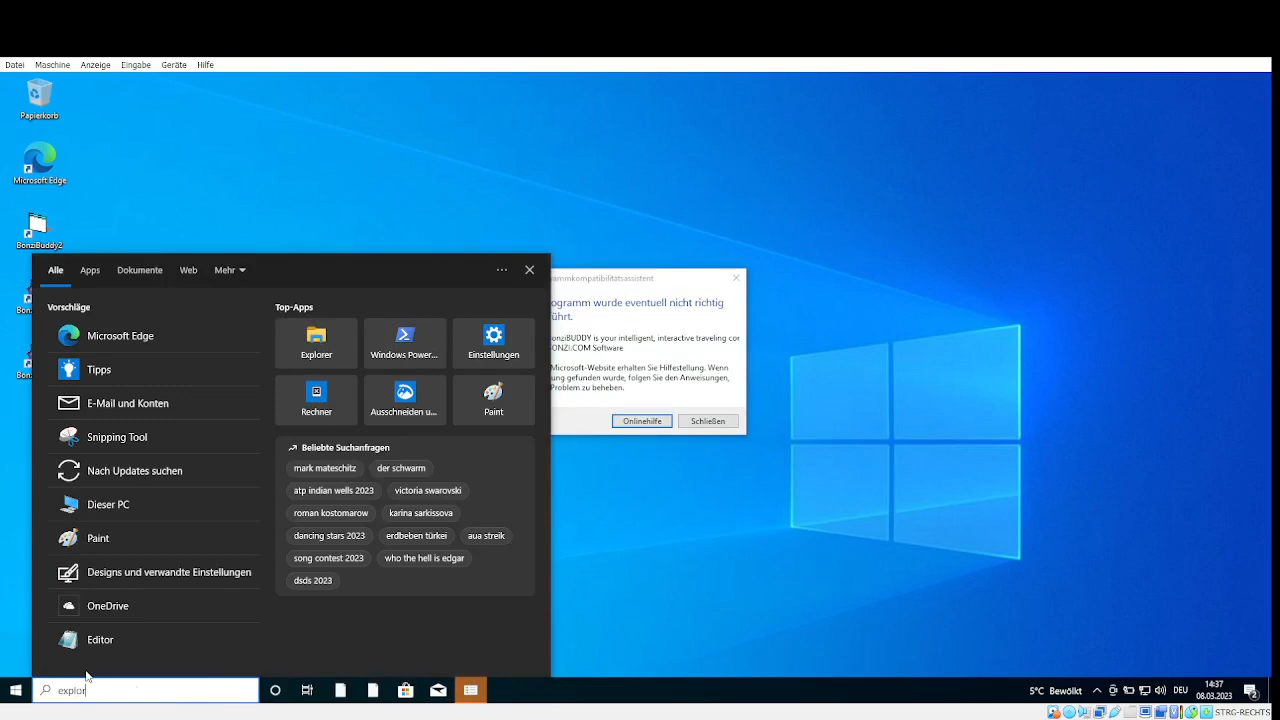 Datei Maschine Anzeige Eingabe Geräte Hilfe
Papierkorb
Microsoft Edge
BonziBuddy2
Alle Apps Dokumente Web Mehr
Vorschläge
Microsoft Edge
Tipps
E-Mail und Konten
Snipping Tool
Nach Updates suchen
Dieser PC
Paint
Designs und verwandte Einstellungen
OneDrive
Editor
Top-Apps
Explorer
Windows Power...
Einstellungen
Rechner
Ausschneiden u...
Paint
Beliebte Suchanfragen
mark mateschitz
der schwarm
atp indian wells 2023
victoria swarovski
roman kostomarow
karina sarkissova
dancing stars 2023
erdbeben türkei
aua streik
song contest 2023
who the hell is edgar
dsds 2023
ammkompatibilitätsassistent
ogramm wurde eventuell nicht richtig
ührt.
onziBUDDY is your intelligent, interactive traveling cor
ONZI.COM Software
Microsoft-Website erhalten Sie Hilfestellung. Wenn
ung gefunden wurde, folgen Sie den Anweisungen,
Problem zu beheben.
Onlinehilfe
Schließen
explor
5°C Bewölkt
DEU
14:37
08.03.2023
2
STRG-RECHTS